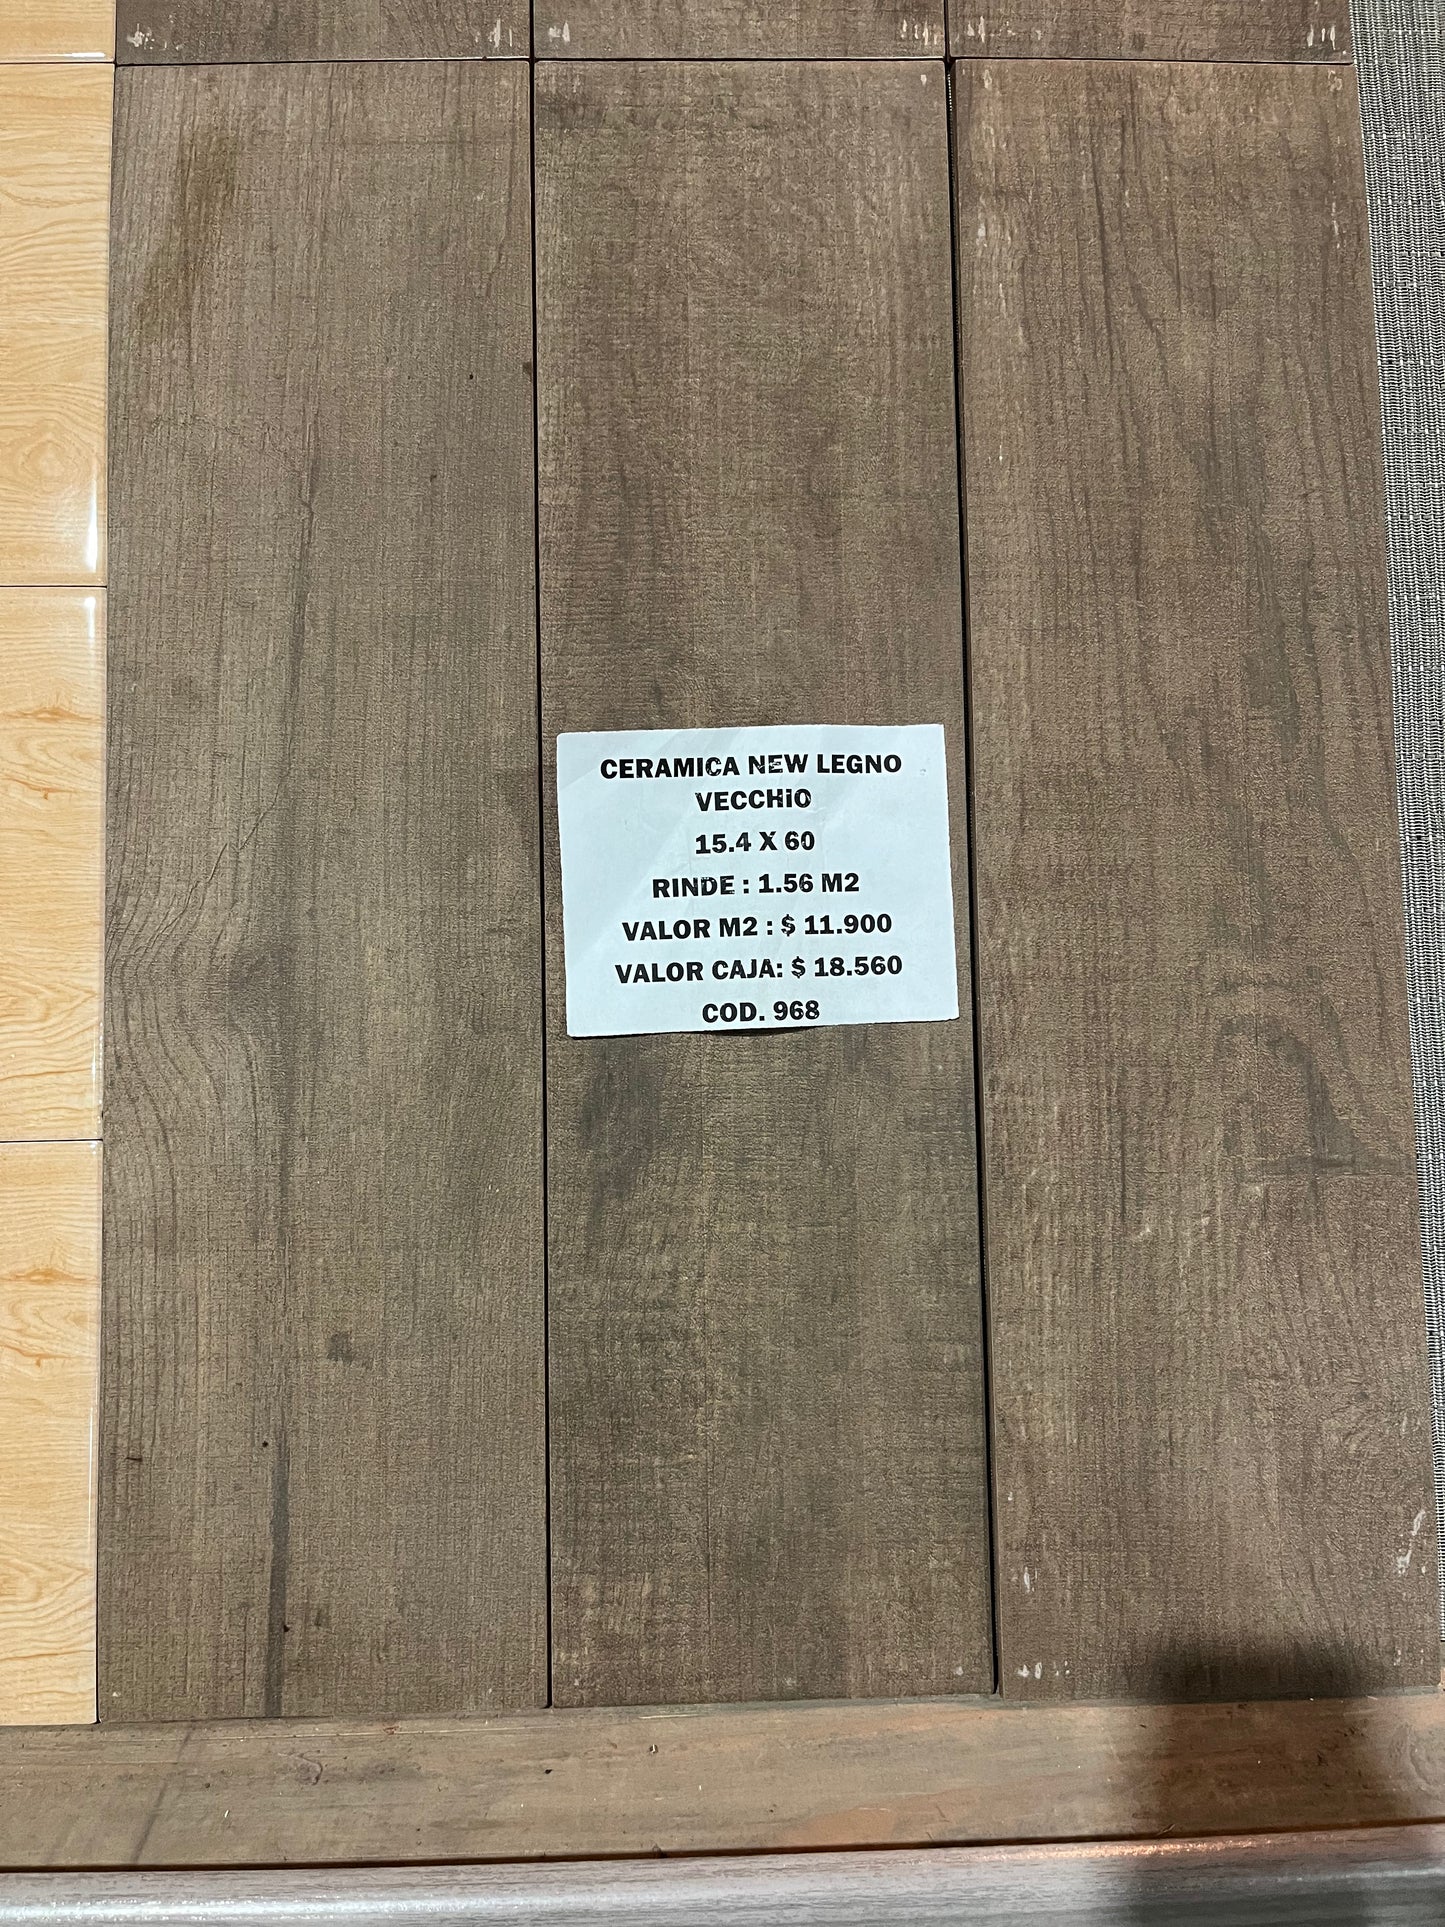 CERAMICA NEW LEGNO
VECCHiO
15.4 X 60
RINDE : 1.56 M2
VALOR M2 : $ 11.900
VALOR CAJA: $ 18.560
COD. 968